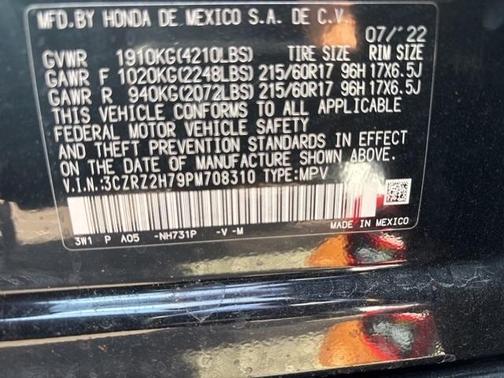 MFD.BY HONDA DE MEXICO S.A. DE C.V.
07/'22
GVWR 1910KG(4210LBS) TIRE SIZE RIM SIZE
GAWR F 1020KG(2248LBS) 215/60R17 96H 17X6.5J
GAWR R 940KG(2072LBS) 215/60R17 96H 17X6.5J
THIS VEHICLE CONFORMS TO ALL APPLICABLE
FEDERAL MOTOR VEHICLE SAFETY
AND THEFT PREVENTION STANDARDS IN EFFECT ON
THE DATE OF MANUFACTURE SHOWN ABOVE.
V.I.N.:3CZRZ2H79PM708310 TYPE:MPV
3W1 P A05 -NH731P -V -M MADE IN MEXICO